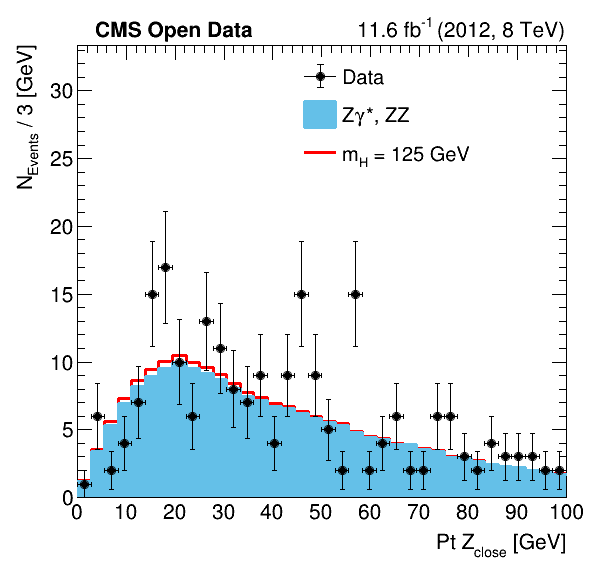 CMS Open Data 11.6 fb⁻¹ (2012, 8 TeV)
N_Events / 3 [GeV]
Data
Zγ*, ZZ
m_H = 125 GeV
30
25
20
15
10
5
0
0 10 20 30 40 50 60 70 80 90 100
Pt Z_close [GeV]